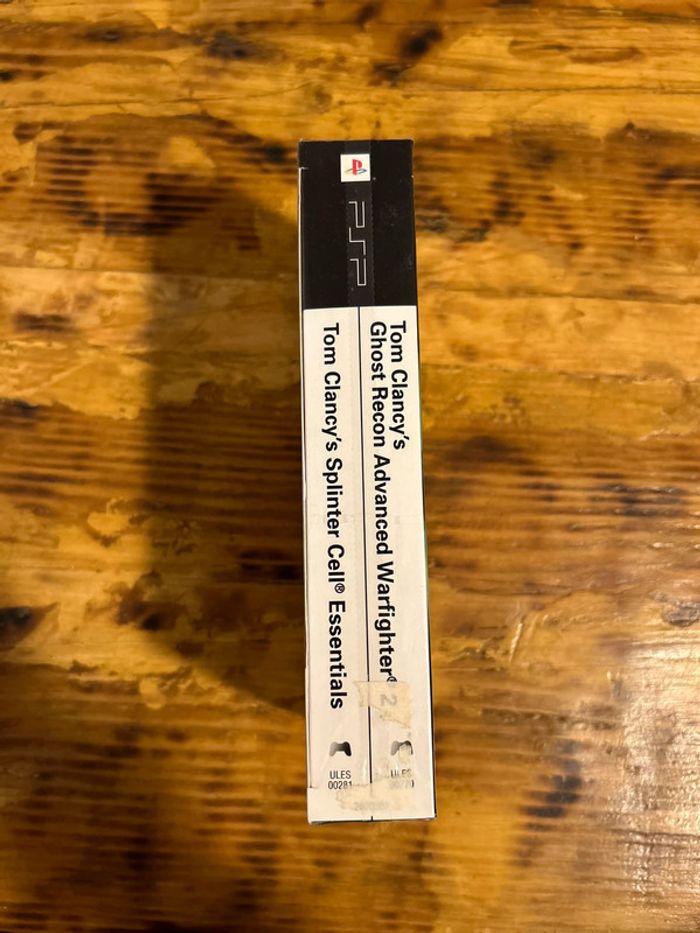 PSP
Tom Clancy's
Ghost Recon Advanced Warfighter® 2
Tom Clancy's Splinter Cell® Essentials
ULES
00281
ULES